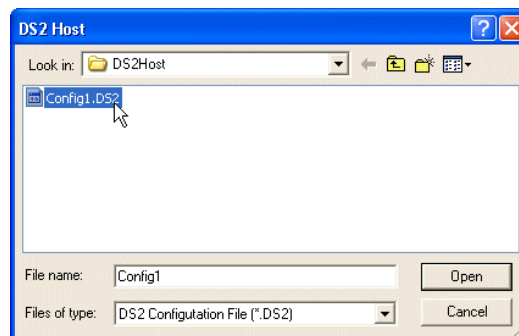 DS2 Host
Look in: DS2Host
Config1.DS2
File name: Config1 Open
Files of type: DS2 Configutation File (*.DS2) Cancel